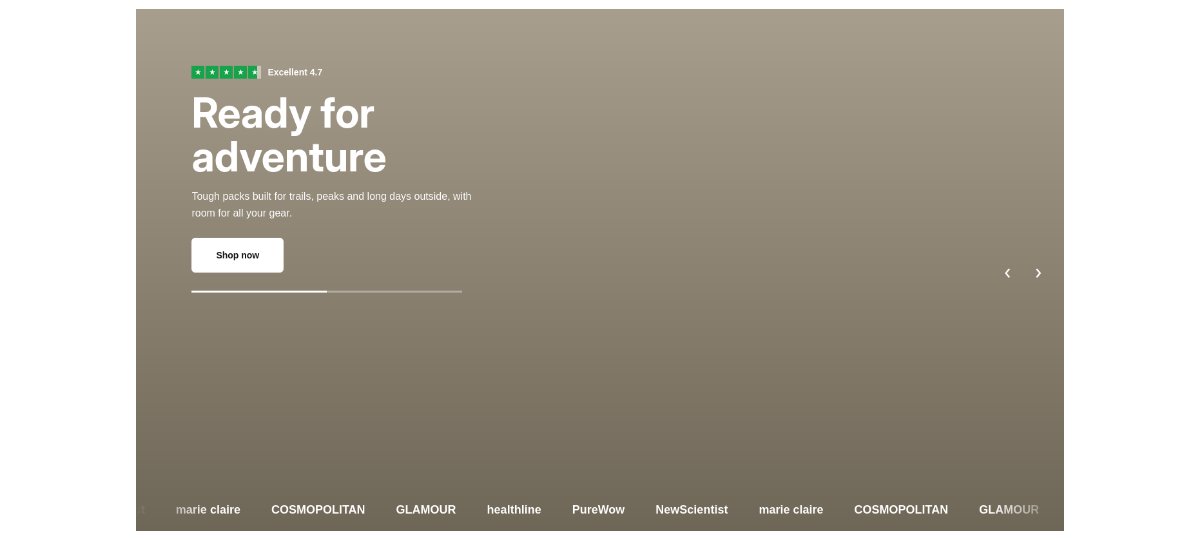 Excellent 4.7
Ready for
adventure
Tough packs built for trails, peaks and long days outside, with
room for all your gear.
Shop now
marie claire COSMOPOLITAN GLAMOUR healthline PureWow NewScientist marie claire COSMOPOLITAN GLAMOUR